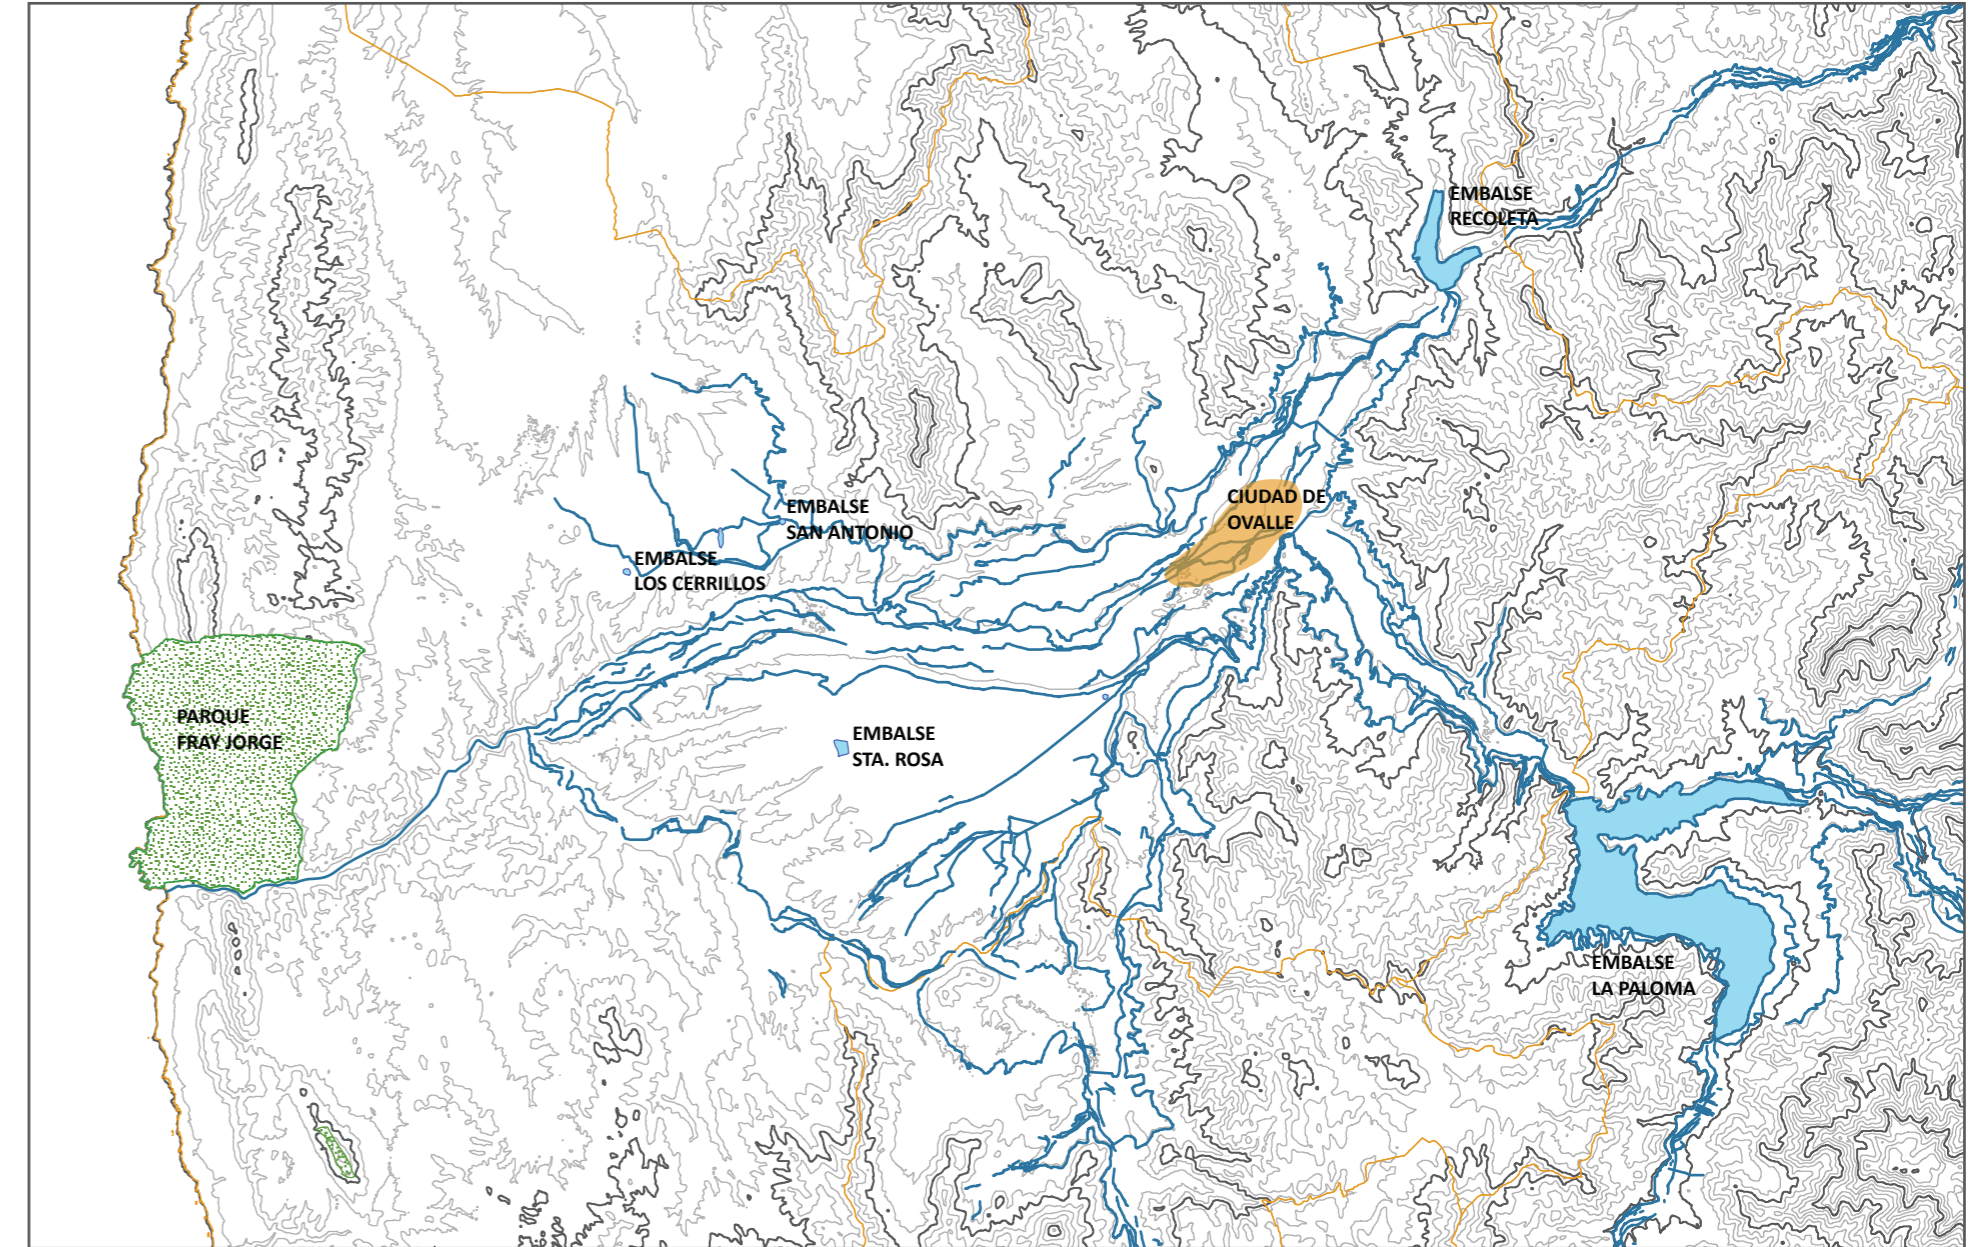 EMBALSE
RECOLETA
CIUDAD DE
OVALLE
EMBALSE
SAN ANTONIO
EMBALSE
LOS CERRILLOS
PARQUE
FRAY JORGE
EMBALSE
STA. ROSA
EMBALSE
LA PALOMA